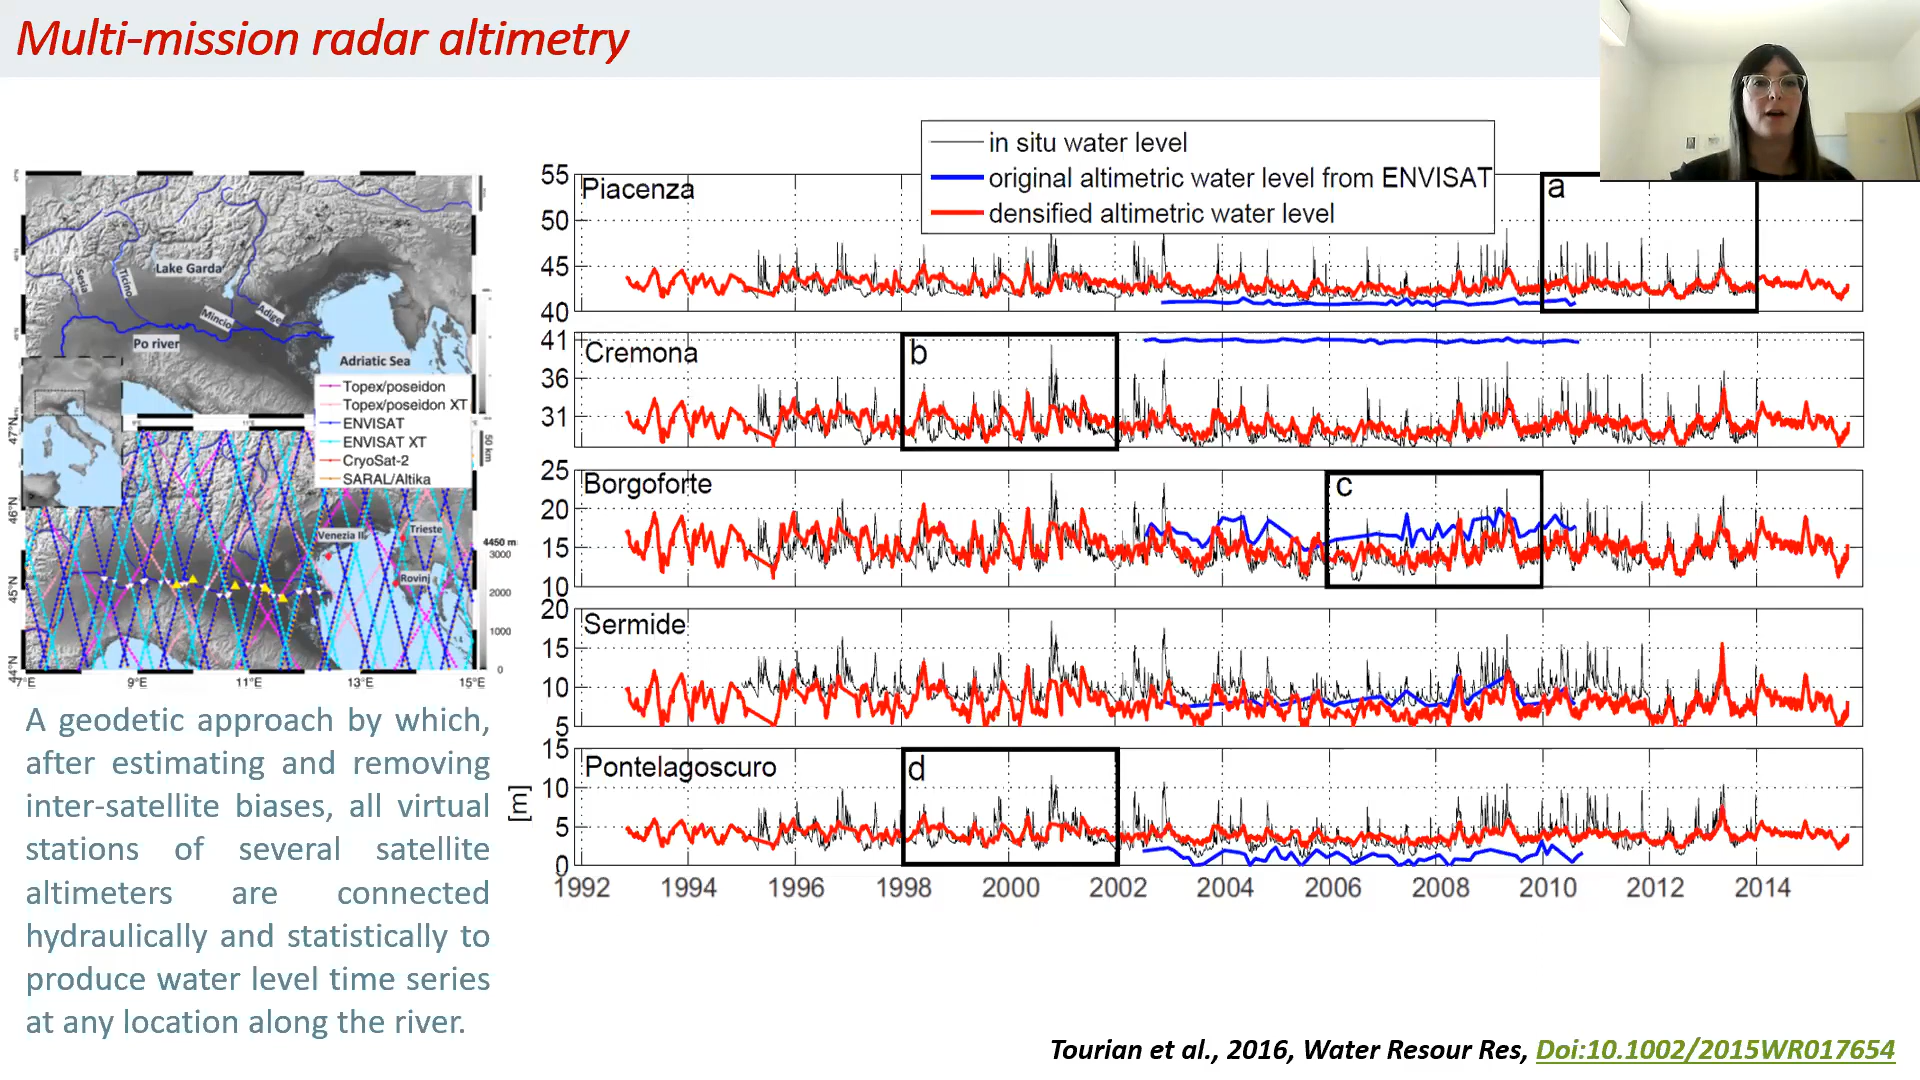 Multi-mission radar altimetry
Lake Garda
Sesia
Ticino
Mincio
Adige
Po river
Adriatic Sea
Topex/poseidon
Topex/poseidon XT
ENVISAT
ENVISAT XT
CryoSat-2
SARAL/Altika
47°N
46°N
45°N
44°N
9°E
11°E
50 km
Venezia II
Trieste
Rovinj
4450 m
3000
2000
1000
0
7°E 9°E 11°E 13°E 15°E
A geodetic approach by which,
after estimating and removing
inter-satellite biases, all virtual
stations of several satellite
altimeters are connected
hydraulically and statistically to
produce water level time series
at any location along the river.
in situ water level
original altimetric water level from ENVISAT
densified altimetric water level
Piacenza
a
55
50
45
40
Cremona
b
41
36
31
Borgoforte
c
25
20
15
10
Sermide
20
15
10
5
Pontelagoscuro
d
15
10
5
0
[m]
1992 1994 1996 1998 2000 2002 2004 2006 2008 2010 2012 2014
Tourian et al., 2016, Water Resour Res, Doi:10.1002/2015WR017654